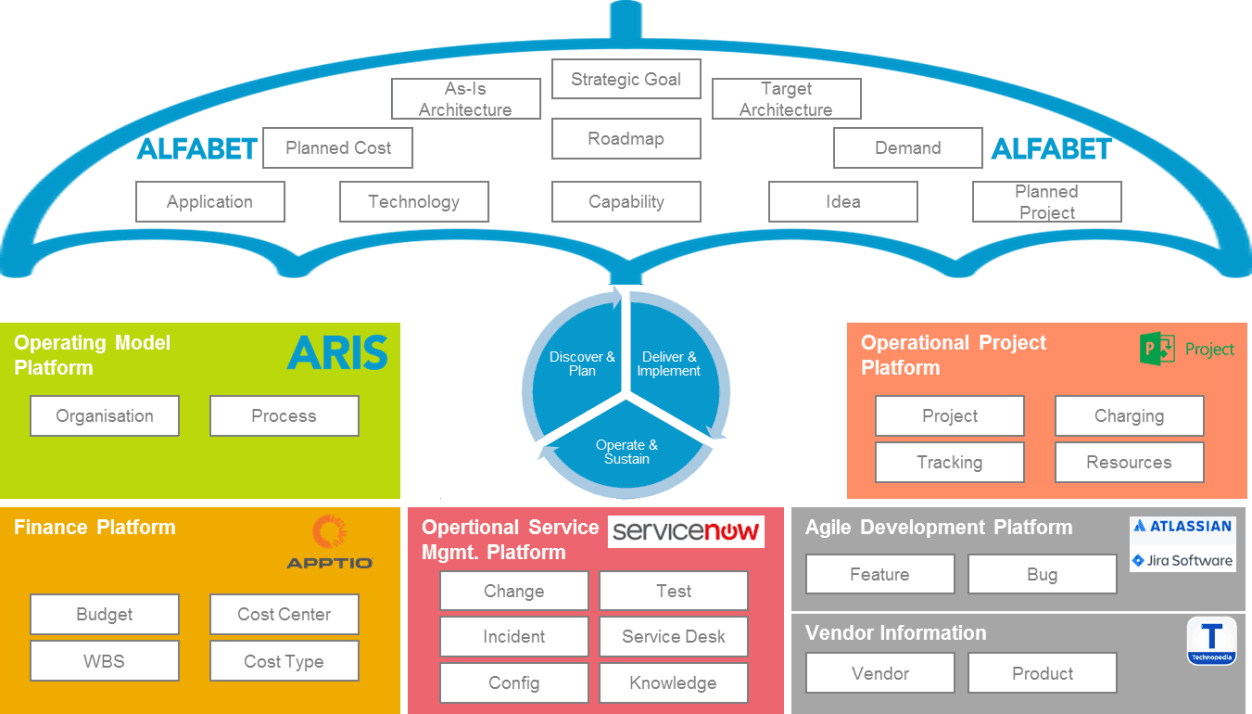 Strategic Goal
As-Is
Architecture
Target
Architecture
Roadmap
ALFABET
Planned Cost
Demand
ALFABET
Application
Technology
Capability
Idea
Planned
Project
Discover &
Plan
Deliver &
Implement
Operate &
Sustain
Operating Model
Platform
ARIS
Organisation
Process
Operational Project
Platform
P
Project
Project
Charging
Tracking
Resources
Finance Platform
APPTIO
Budget
Cost Center
WBS
Cost Type
Opertional Service
Mgmt. Platform
servicenow
Change
Test
Incident
Service Desk
Config
Knowledge
Agile Development Platform
ATLASSIAN
Jira Software
Feature
Bug
Vendor Information
T
Technopedia
Vendor
Product